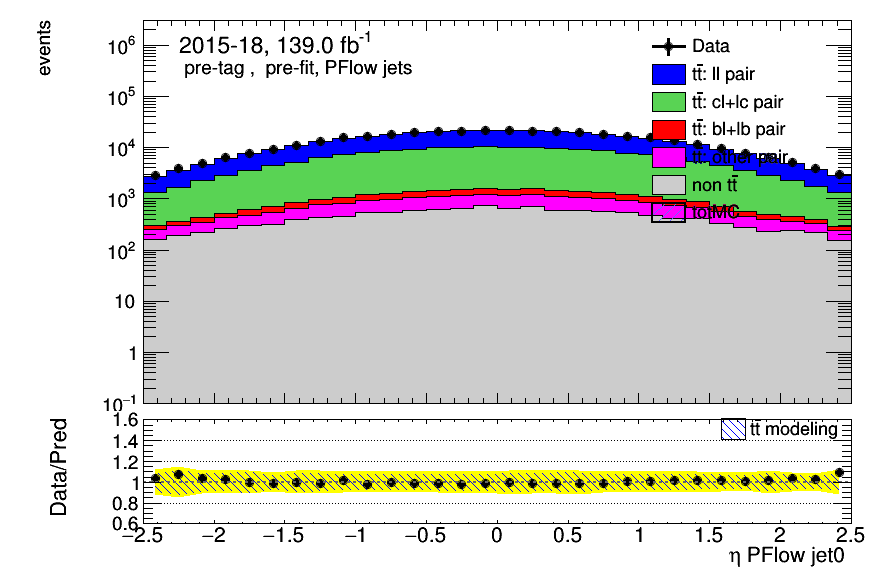 events
10⁶
10⁵
10⁴
10³
10²
10
1
10⁻¹
2015-18, 139.0 fb⁻¹
pre-tag , pre-fit, PFlow jets
Data
tt̄: ll pair
tt̄: cl+lc pair
tt̄: bl+lb pair
tt̄: other pair
non tt̄
totMC
Data/Pred
1.6
1.4
1.2
1
0.8
0.6
tt̄ modeling
−2.5 −2 −1.5 −1 −0.5 0 0.5 1 1.5 2 2.5
η PFlow jet0